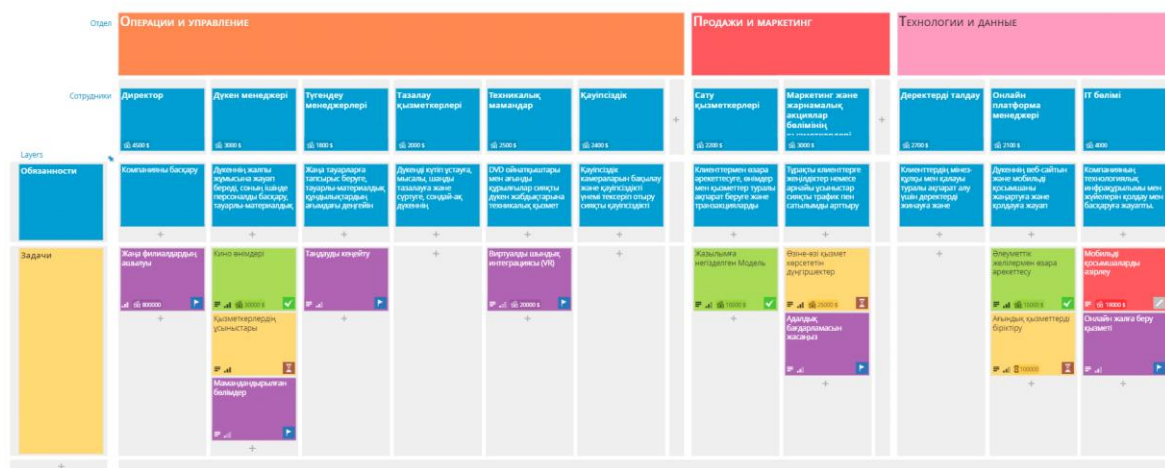 Отдел
Операции и управление
Продажи и маркетинг
Технологии и данные
Сотрудники
Директор
4500 $
Дүкен менеджері
3000 $
Түгендеу
менеджерлері
1800 $
Тазалау
қызметкерлері
2000 $
Техникалық
мамандар
2500 $
Қауіпсіздік
2400 $
Сату
қызметкерлері
2200 $
Маркетинг және
жарнамалық
акциялар
бөлімінің
3000 $
Деректерді талдау
2700 $
Онлайн
платформа
менеджері
2100 $
IT бөлімі
4000
Layers
Обязанности
Компанияны басқару
Дүкеннің жалпы
жұмысына жауап
береді, соның ішінде
персоналды басқару,
тауарлы-материалдық
Жаңа тауарларға
тапсырыс беруге,
тауарлы-материалдық
құндылықтардың
ағымдағы деңгейін
Дүкенді күтіп ұстауға,
мысалы, шаңды
тазалауға және
сүртуге, сондай-ақ
дүкеннің
DVD ойнатқыштары
мен ағынды
құрылғылар сияқты
дүкен жабдықтарына
техникалық қызмет
Қауіпсіздік
камераларын бақылау
және қауіпсіздікті
үнемі тексеріп отыру
сияқты қауіпсіздікті
Клиенттермен өзара
әрекеттесуге, өнімдер
мен қызметтер туралы
ақпарат беруге және
транзакцияларды
Тұрақты клиенттерге
жеңілдіктер немесе
арнайы ұсыныстар
сияқты трафик пен
сатылымды арттыру
Клиенттердің мінез-
құлқы мен қалауы
туралы ақпарат алу
үшін деректерді
жинауға және
Дүкеннің веб-сайтын
және мобильді
қосымшаны
жаңартуға және
қолдауға жауап
Компанияның
технологиялық
инфрақұрылымы мен
жүйелерін қолдау мен
басқаруға жауапты.
Задачи
Жаңа филиалдардың
ашылуы
800000
Кино өнімдері
30000 $
Таңдауды кеңейту
Виртуалды шындық
интеграциясы (VR)
20000 $
Жазылымға
негізделген Модель
10000 $
Өзіне-өзі қызмет
көрсететін
дүңгіршектер
25000 $
Әлеуметтік
желілермен өзара
әрекеттесу
15000 $
Мобильді
қосымшаларды
әзірлеу
19000 $
Қызметкерлердің
ұсыныстары
Адалдық
бағдарламасын
жасаңыз
Ағындық қызметтерді
біріктіру
100000
Онлайн жалға беру
қызметі
Мамандандырылған
бөлімдер